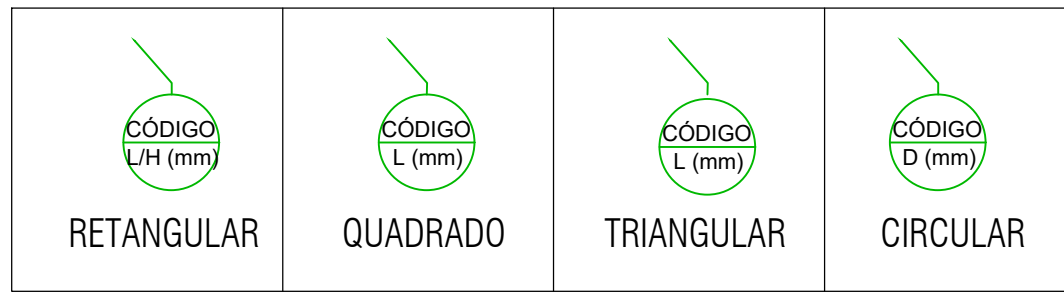 CÓDIGO
L/H (mm)
RETANGULAR
CÓDIGO
L (mm)
QUADRADO
CÓDIGO
L (mm)
TRIANGULAR
CÓDIGO
D (mm)
CIRCULAR